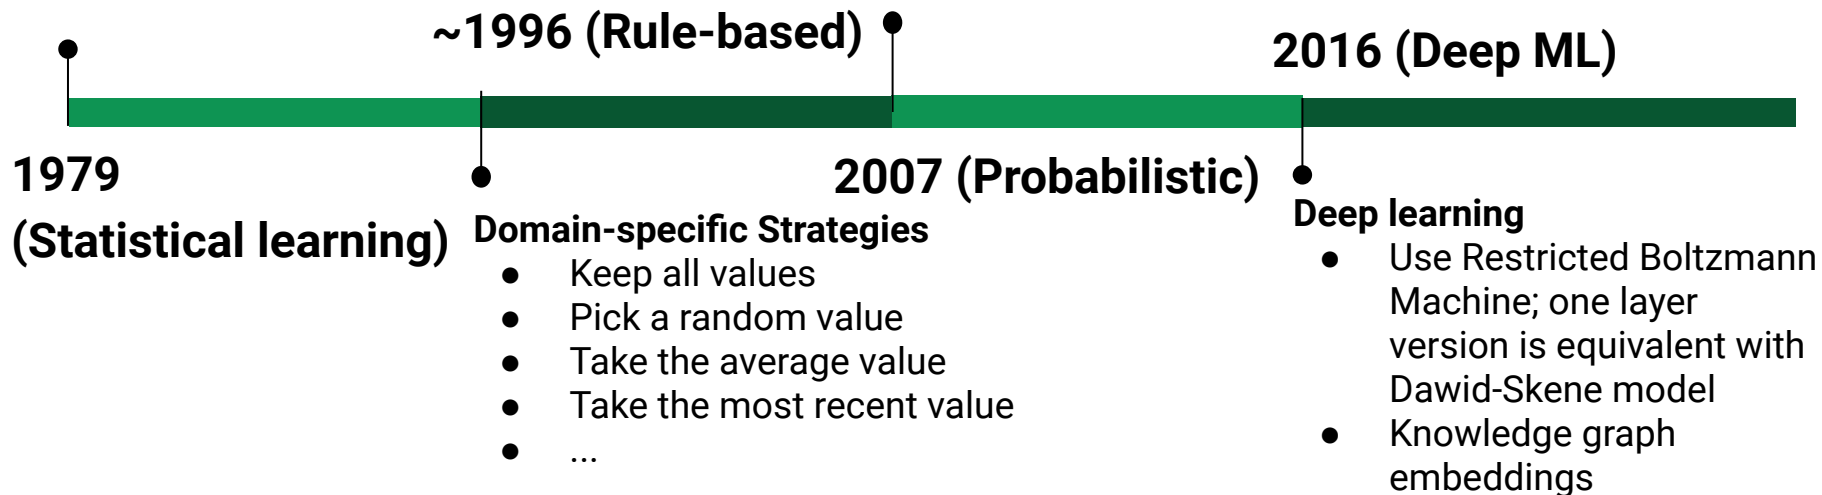 ~1996 (Rule-based)
2016 (Deep ML)
1979
(Statistical learning)
2007 (Probabilistic)
Domain-specific Strategies
● Keep all values
● Pick a random value
● Take the average value
● Take the most recent value
● ...
Deep learning
● Use Restricted Boltzmann
Machine; one layer
version is equivalent with
Dawid-Skene model
● Knowledge graph
embeddings